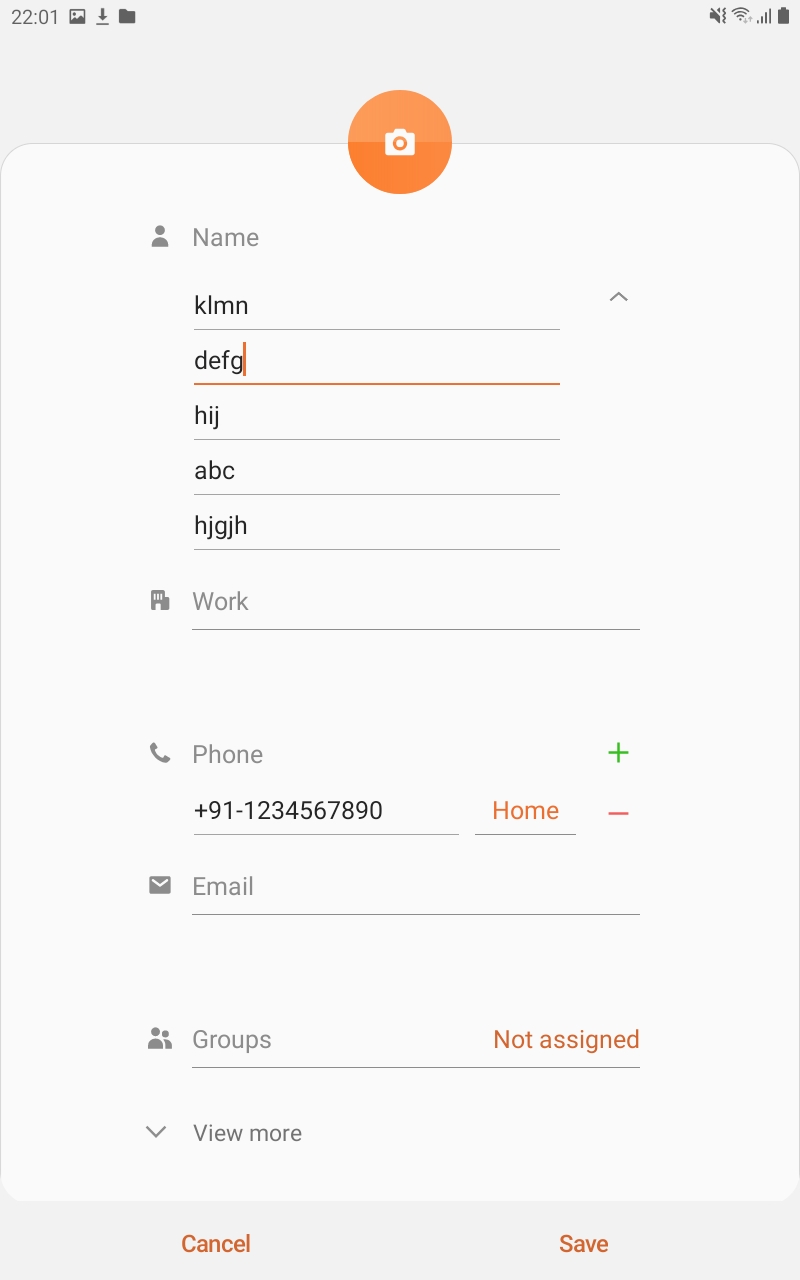 22:01
Name
klmn
defg
hij
abc
hjgjh
Work
Phone
+91-1234567890 Home
Email
Groups Not assigned
View more
Cancel Save